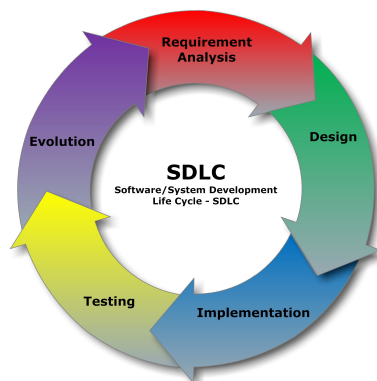 Requirement
Analysis
Design
Evolution
SDLC
Software/System Development
Life Cycle - SDLC
Testing
Implementation